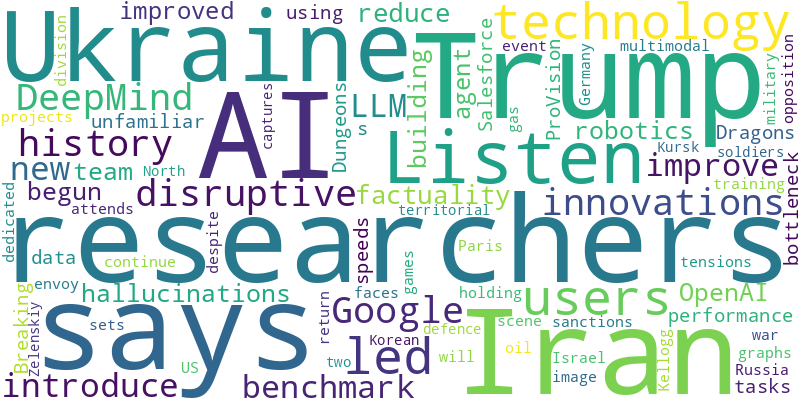 improved using reduce
Ukraine
division
Trump
technology
event multimodal
DeepMind
projects unfamiliar
AI
captures
Dungeons
LLM
s
building
agent
Salesforce
gas
ProVision
Germany
military
opposition
robotics Dragons
history
Listen
Kursk soldiers
new team North
improve
training
bottleneck
begun
disruptive
factuality
innovations
attends
territorial
dedicated
researchers
despite
speeds
data
continue
Paris
tensions
games
envoy
hallucinations
faces
holding
users
OpenAI
Breaking
Zelenskiy
sets
says
return
Google
scene sanctions
performance
defence
Korean
led
will
oil
Iran
Israel
Kellogg
war
graphs
US
two
image
Russia
introduce
benchmark
tasks